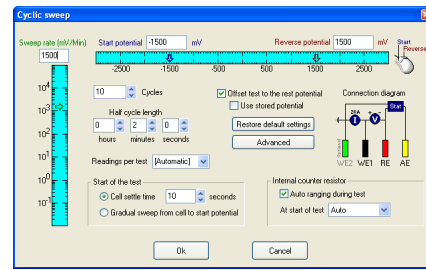 Cyclic sweep
Sweep rate (mV/Min) Start potential -1500 mV Reverse potential 1500 mV Start
Reverse
1500
-2500 -1500 -500 500 1500 2500
10 Cycles Offset test to the rest potential Connection diagram
Use stored potential
Half cycle length
0 2 0
hours minutes seconds
Restore default settings
Advanced
Readings per test [Automatic]
10^4
10^3
10^2
10^1
10^0
10^-1
Stat
I V
WE2 WE1 RE AE
Start of the test
Cell settle time 10 seconds
Gradual sweep from cell to start potential
Internal counter resistor
Auto ranging during test
At start of test Auto
Ok Cancel